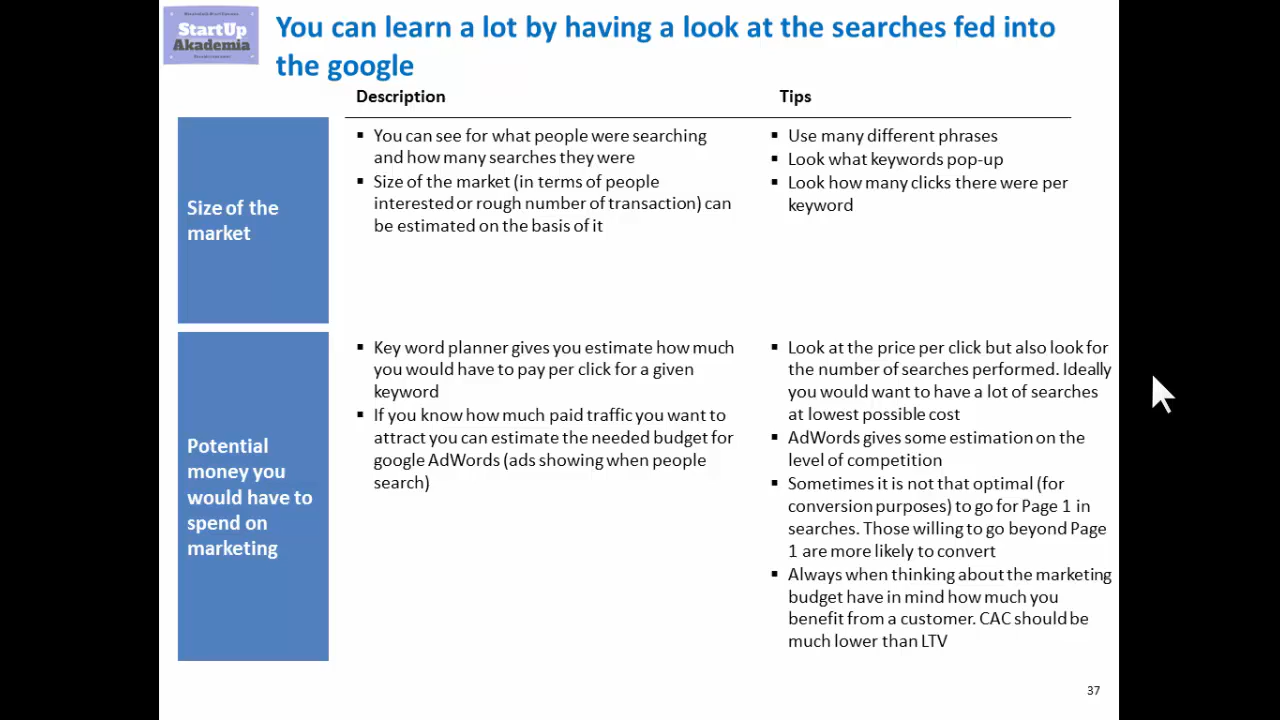 StartUp
Akademia
You can learn a lot by having a look at the searches fed into
the google
Description
Tips
Size of the
market
▪ You can see for what people were searching
and how many searches they were
▪ Size of the market (in terms of people
interested or rough number of transaction) can
be estimated on the basis of it
▪ Use many different phrases
▪ Look what keywords pop-up
▪ Look how many clicks there were per
keyword
Potential
money you
would have to
spend on
marketing
▪ Key word planner gives you estimate how much
you would have to pay per click for a given
keyword
▪ If you know how much paid traffic you want to
attract you can estimate the needed budget for
google AdWords (ads showing when people
search)
▪ Look at the price per click but also look for
the number of searches performed. Ideally
you would want to have a lot of searches
at lowest possible cost
▪ AdWords gives some estimation on the
level of competition
▪ Sometimes it is not that optimal (for
conversion purposes) to go for Page 1 in
searches. Those willing to go beyond Page
1 are more likely to convert
▪ Always when thinking about the marketing
budget have in mind how much you
benefit from a customer. CAC should be
much lower than LTV
37